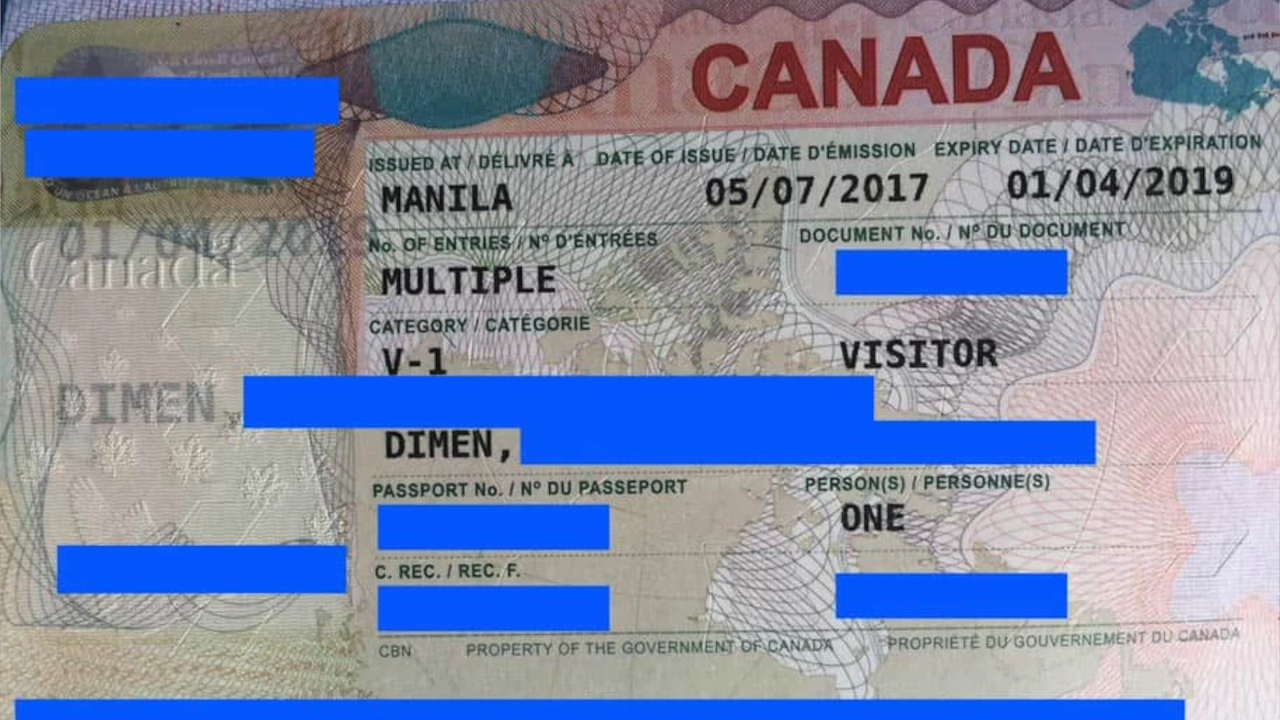 CANADA
ISSUED AT / DÉLIVRÉ À DATE OF ISSUE / DATE D'ÉMISSION EXPIRY DATE / DATE D'EXPIRATION
MANILA 05/07/2017 01/04/2019
No. OF ENTRIES / Nº D'ENTRÉES DOCUMENT No. / Nº DU DOCUMENT
MULTIPLE
Canada
CATEGORY / CATÉGORIE
V-1 VISITOR
DIMEN
DIMEN,
PASSPORT No. / Nº DU PASSEPORT PERSON(S) / PERSONNE(S)
ONE
C. REC. / REC. F.
CBN PROPERTY OF THE GOVERNMENT OF CANADA PROPRIÉTÉ DU GOUVERNEMENT DU CANADA